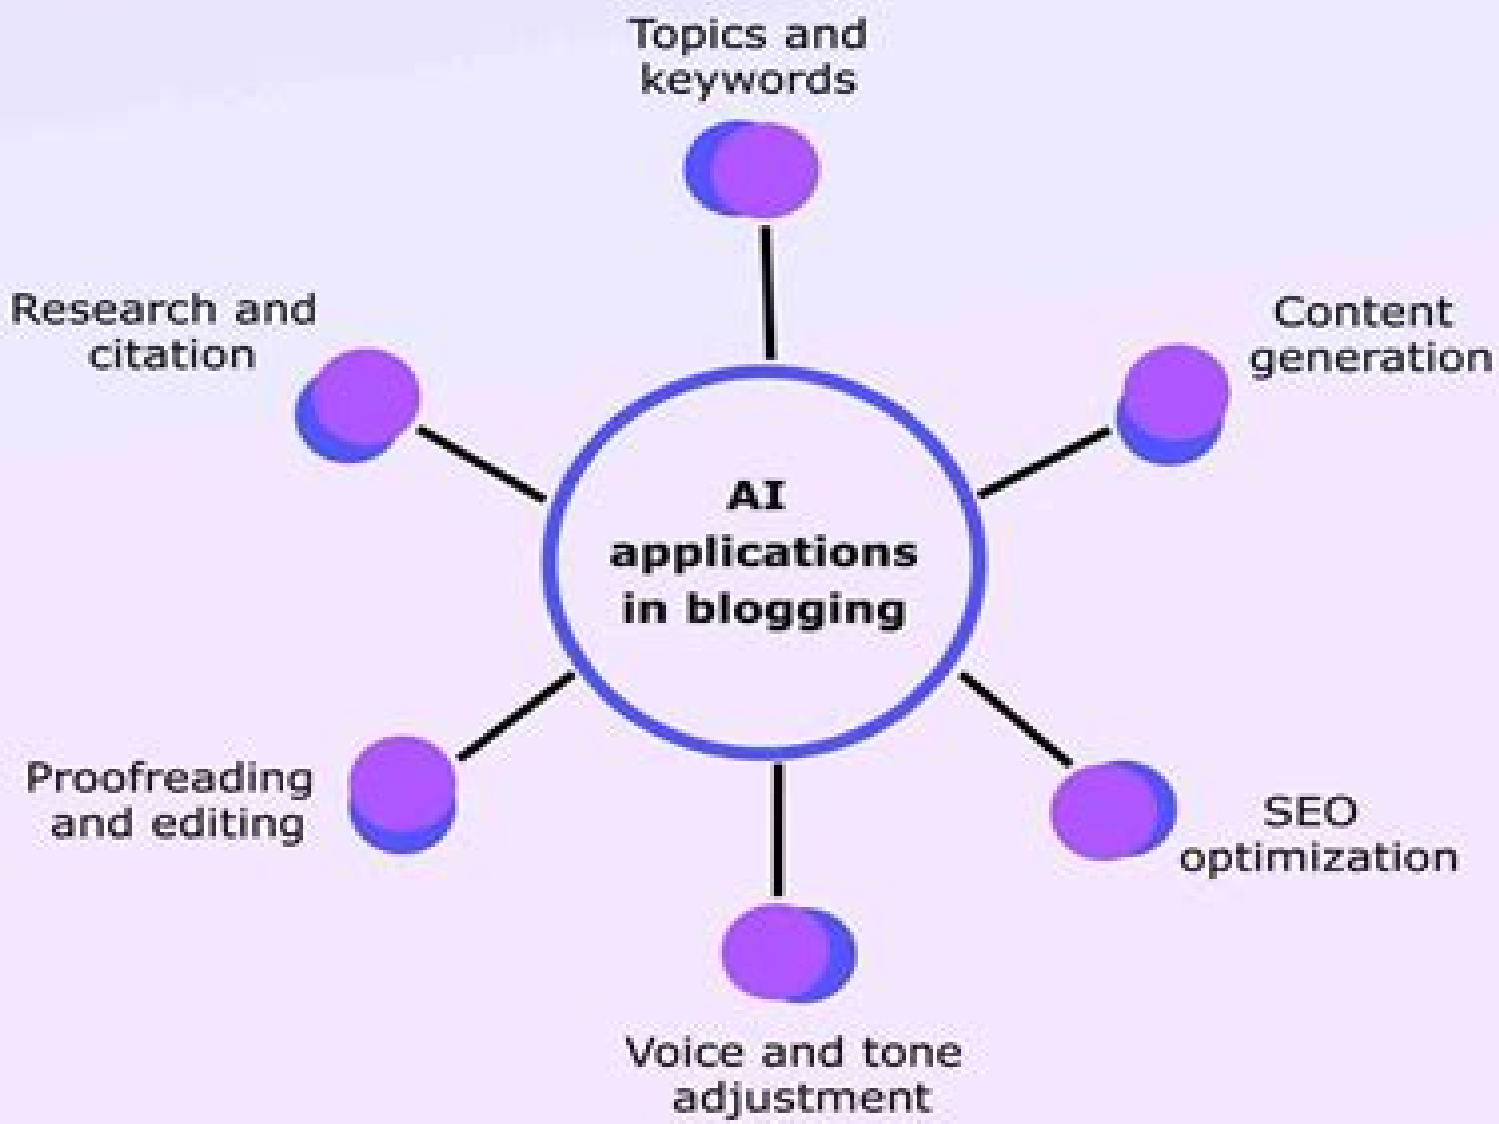 Topics and
keywords
Research and
citation
Content
generation
AI
applications
in blogging
Proofreading
and editing
SEO
optimization
Voice and tone
adjustment